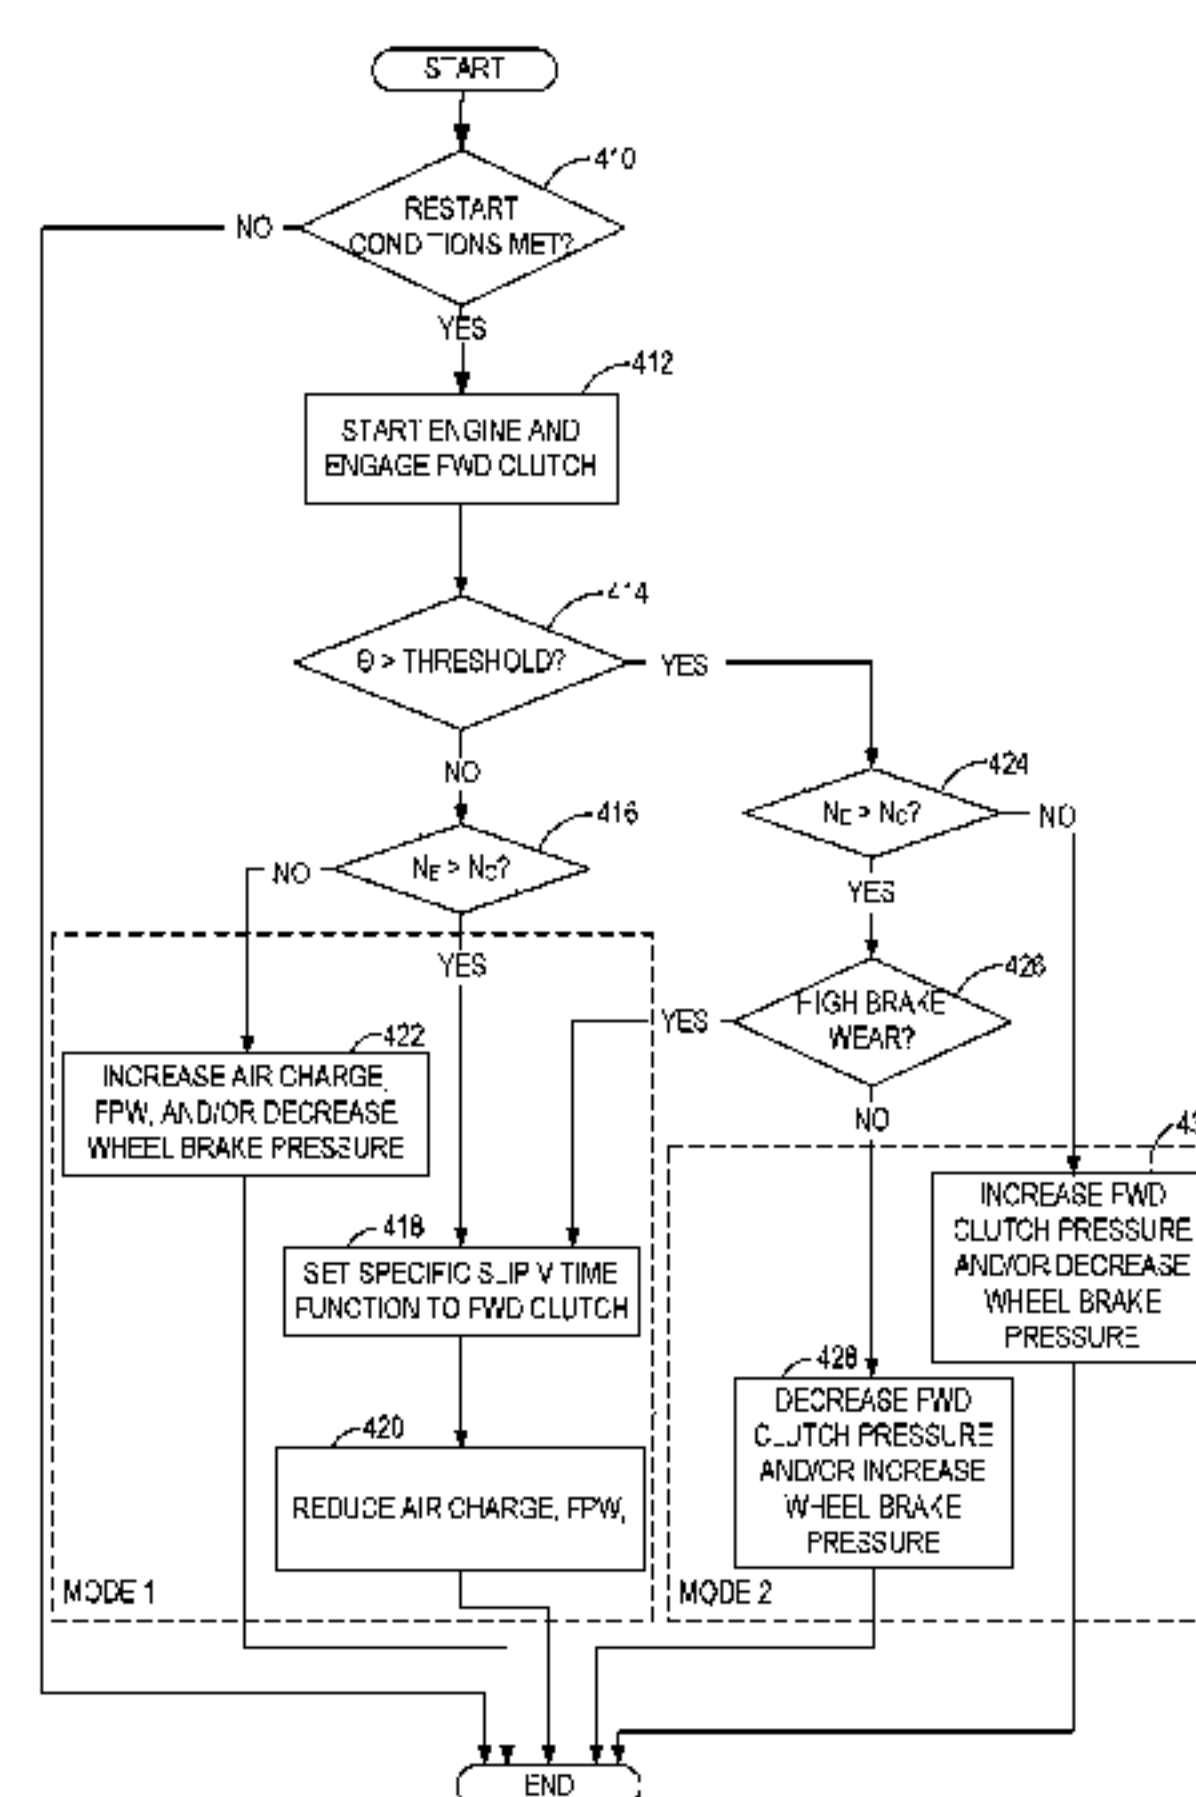 START
410
RESTART
CONDITIONS MET?
NO
YES
412
START ENGINE AND
ENGAGE FWD CLUTCH
414
Θ > THRESHOLD?
YES
NO
424
NE > NC?
NO
YES
416
NE > NC?
NO
YES
426
HIGH BRAKE
WEAR?
YES
NO
422
INCREASE AIR CHARGE,
FPW, AND/OR DECREASE
WHEEL BRAKE PRESSURE
INCREASE FWD
CLUTCH PRESSURE
AND/OR DECREASE
WHEEL BRAKE
PRESSURE
418
SET SPECIFIC SLIP V TIME
FUNCTION TO FWD CLUTCH
428
DECREASE FWD
CLUTCH PRESSURE
AND/OR INCREASE
WHEEL BRAKE
PRESSURE
420
REDUCE AIR CHARGE, FPW,
MODE 1
MODE 2
END